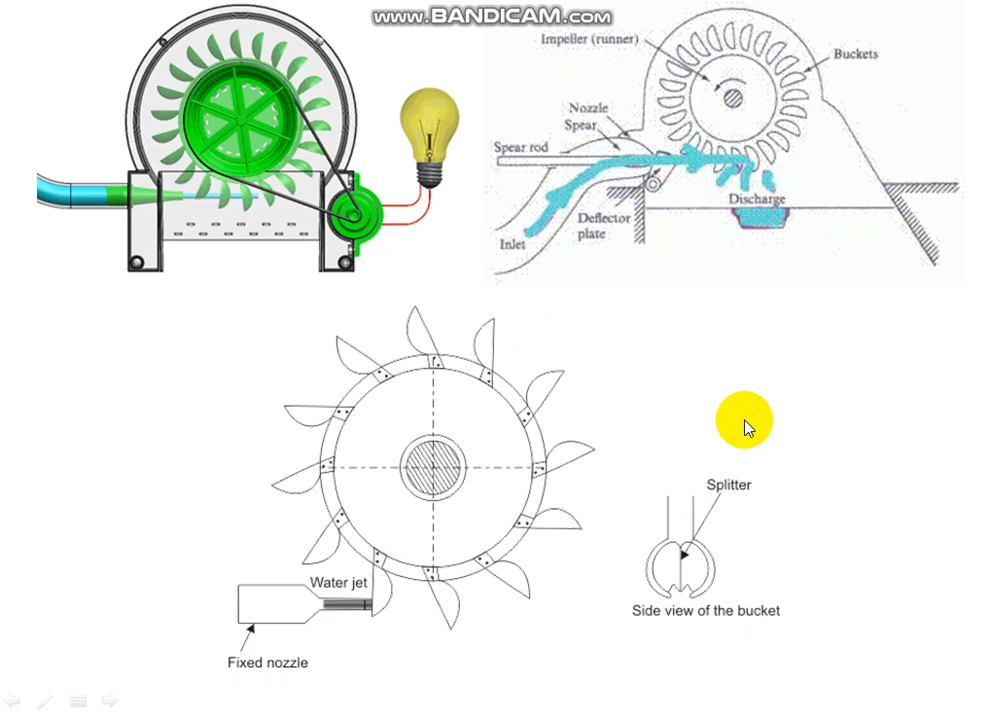 www.BANDICAM.com
Impeller (runner)
Buckets
Nozzle
Spear
Spear rod
Discharge
Deflector
plate
Inlet
Splitter
Water jet
Side view of the bucket
Fixed nozzle